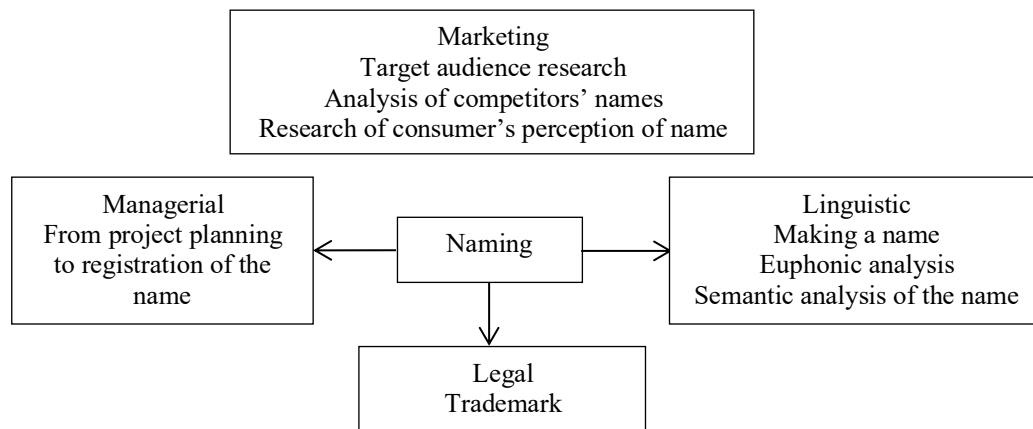 Marketing
Target audience research
Analysis of competitors’ names
Research of consumer’s perception of name
Managerial
From project planning
to registration of the
name
Naming
Linguistic
Making a name
Euphonic analysis
Semantic analysis of the name
Legal
Trademark